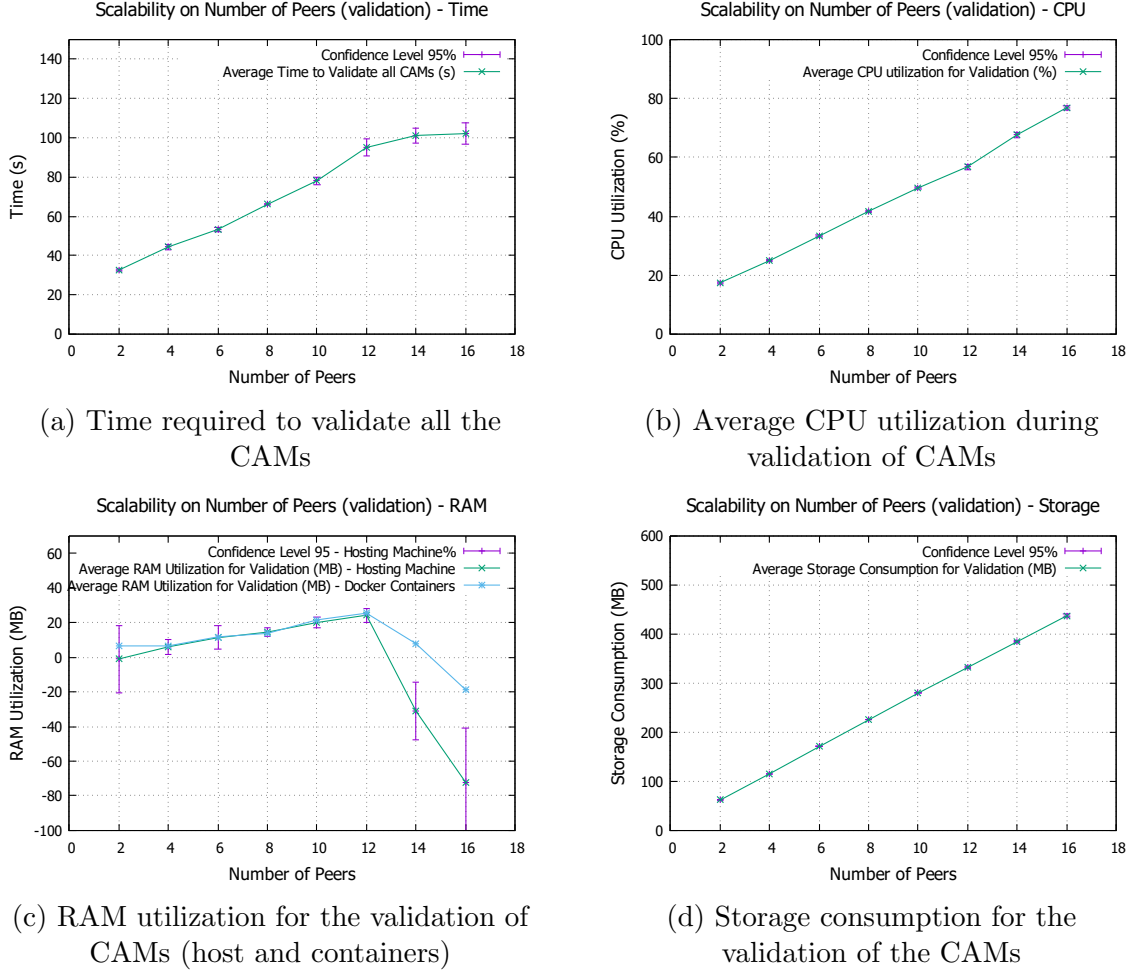 Scalability on Number of Peers (validation) - Time
Confidence Level 95%
Average Time to Validate all CAMs (s)
140
120
100
80
60
40
20
0
Time (s)
0 2 4 6 8 10 12 14 16 18
Number of Peers
(a) Time required to validate all the
CAMs
Scalability on Number of Peers (validation) - CPU
Confidence Level 95%
Average CPU utilization for Validation (%)
100
80
60
40
20
0
CPU Utilization (%)
0 2 4 6 8 10 12 14 16 18
Number of Peers
(b) Average CPU utilization during
validation of CAMs
Scalability on Number of Peers (validation) - RAM
Confidence Level 95 - Hosting Machine%
Average RAM Utilization for Validation (MB) - Hosting Machine
Average RAM Utilization for Validation (MB) - Docker Containers
60
40
20
0
-20
-40
-60
-80
-100
RAM Utilization (MB)
0 2 4 6 8 10 12 14 16 18
Number of Peers
(c) RAM utilization for the validation of
CAMs (host and containers)
Scalability on Number of Peers (validation) - Storage
Confidence Level 95%
Average Storage Consumption for Validation (MB)
600
500
400
300
200
100
0
Storage Consumption (MB)
0 2 4 6 8 10 12 14 16 18
Number of Peers
(d) Storage consumption for the
validation of the CAMs